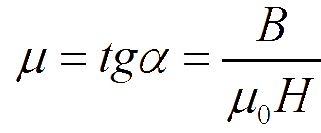 μ = tgα = B / μ₀H